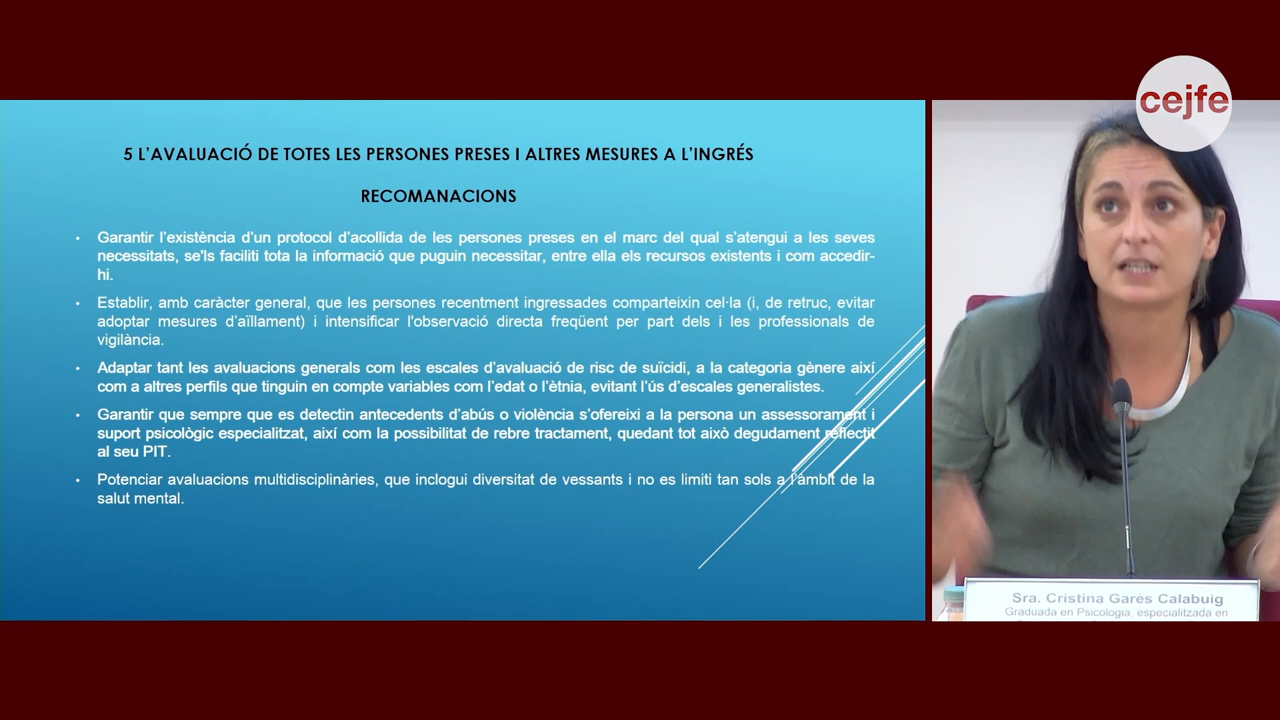 cejfe
5 L'AVALUACIÓ DE TOTES LES PERSONES PRESES I ALTRES MESURES A L'INGRÉS
RECOMANACIONS
• Garantir l'existència d'un protocol d'acollida de les persones preses en el marc del qual s'atengui a les seves
necessitats, se'ls faciliti tota la informació que puguin necessitar, entre ella els recursos existents i com accedir-
hi.
• Establir, amb caràcter general, que les persones recentment ingressades comparteixin cel·la (i, de retruc, evitar
adoptar mesures d'aïllament) i intensificar l'observació directa freqüent per part dels i les professionals de
vigilància.
• Adaptar tant les avaluacions generals com les escales d'avaluació de risc de suïcidi, a la categoria gènere així
com a altres perfils que tinguin en compte variables com l'edat o l'ètnia, evitant l'ús d'escales generalistes.
• Garantir que sempre que es detectin antecedents d'abús o violència s'ofereixi a la persona un assessorament i
suport psicològic especialitzat, així com la possibilitat de rebre tractament, quedant tot això degudament reflectit
al seu PIT.
• Potenciar avaluacions multidisciplinàries, que inclogui diversitat de vessants i no es limiti tan sols a l'àmbit de la
salut mental.
Sra. Cristina Garés Calabuig
Graduada en Psicologia, especialitzada en